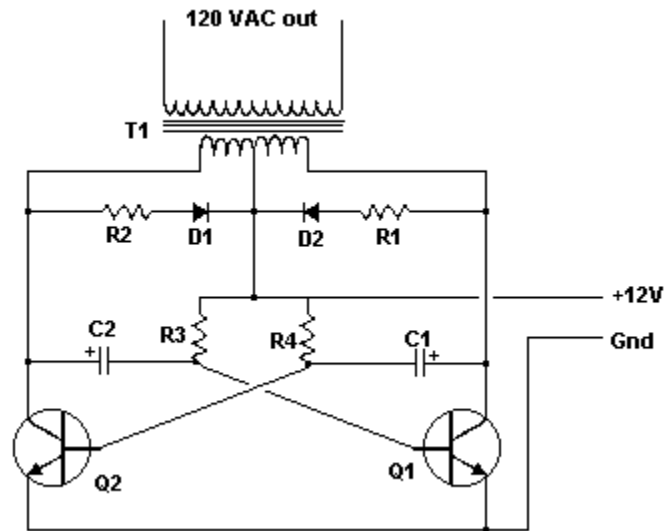 120 VAC out
T1
R2
D1
D2
R1
+12V
C2
R3
R4
C1
Gnd
+
+
Q2
Q1